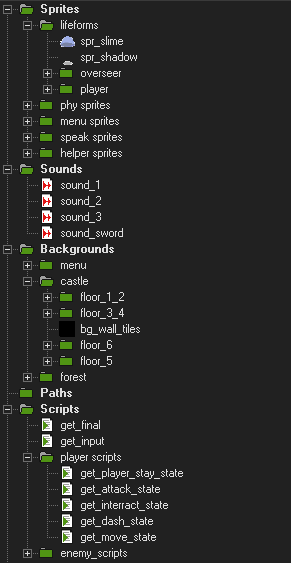 Sprites
lifeforms
spr_slime
spr_shadow
overseer
player
phy sprites
menu sprites
speak sprites
helper sprites
Sounds
sound_1
sound_2
sound_3
sound_sword
Backgrounds
menu
castle
floor_1_2
floor_3_4
bg_wall_tiles
floor_6
floor_5
forest
Paths
Scripts
get_final
get_input
player scripts
get_player_stay_state
get_attack_state
get_interract_state
get_dash_state
get_move_state
enemy_scripts